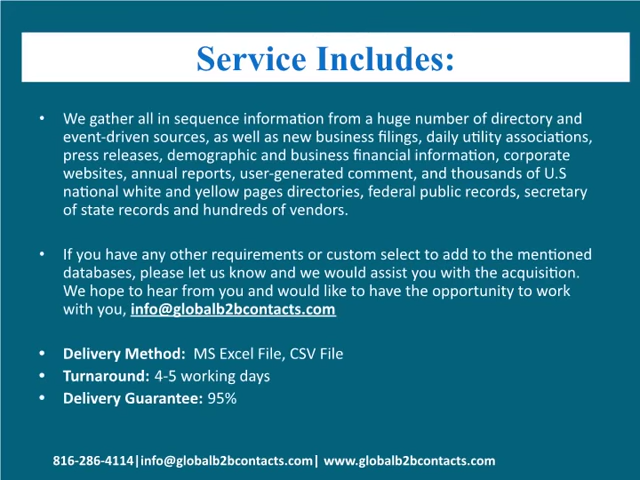 Service Includes:
• We gather all in sequence information from a huge number of directory and
event-driven sources, as well as new business filings, daily utility associations,
press releases, demographic and business financial information, corporate
websites, annual reports, user-generated comment, and thousands of U.S
national white and yellow pages directories, federal public records, secretary
of state records and hundreds of vendors.
• If you have any other requirements or custom select to add to the mentioned
databases, please let us know and we would assist you with the acquisition.
We hope to hear from you and would like to have the opportunity to work
with you, info@globalb2bcontacts.com
• Delivery Method:  MS Excel File, CSV File
• Turnaround: 4-5 working days
• Delivery Guarantee: 95%
816-286-4114|info@globalb2bcontacts.com| www.globalb2bcontacts.com